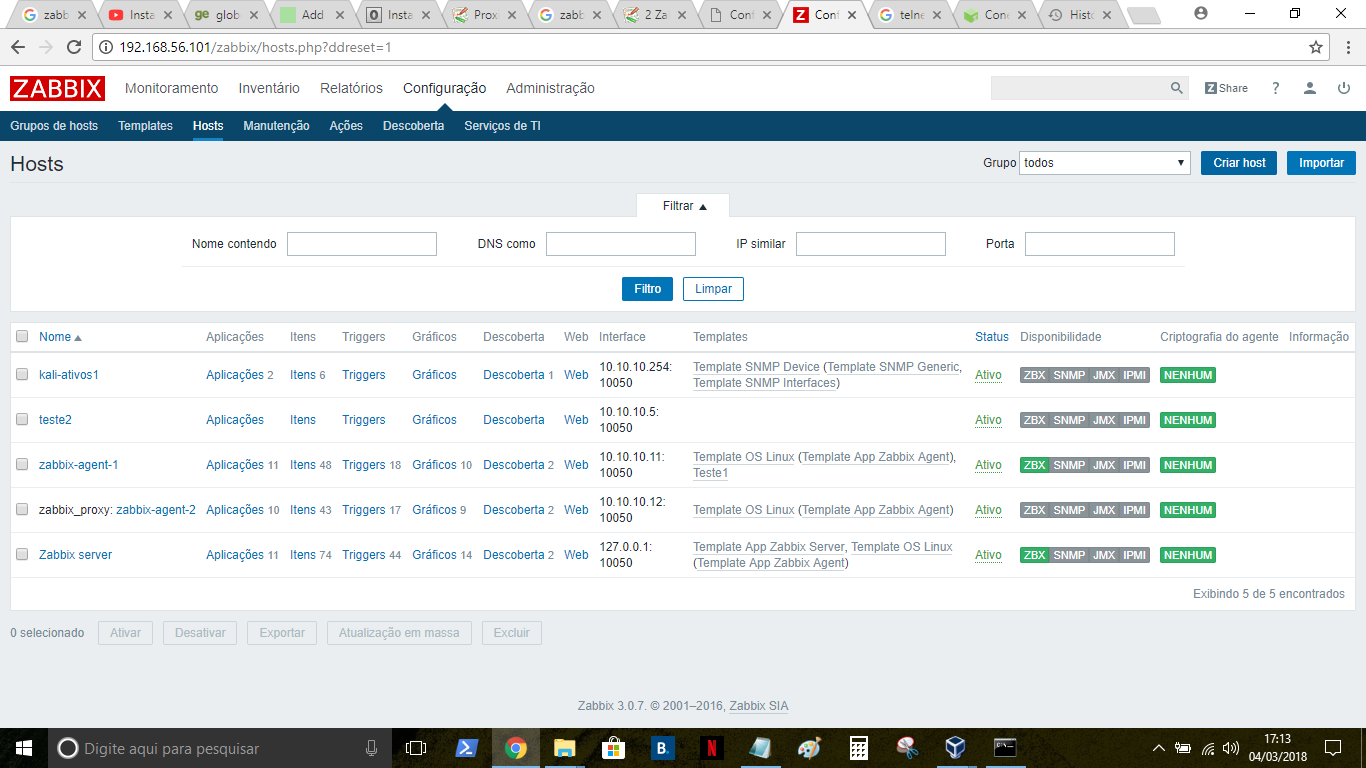 zabb
Insta
ge glob
Add
Insta
Prox
zabb
2 Za
Conf
Z Conf
telne
Cone
Histo
192.168.56.101/zabbix/hosts.php?ddreset=1
ZABBIX Monitoramento Inventário Relatórios Configuração Administração Z Share ?
Grupos de hosts Templates Hosts Manutenção Ações Descoberta Serviços de TI
Hosts Grupo todos Criar host Importar
Filtrar
Nome contendo DNS como IP similar Porta
Filtro Limpar
Nome Aplicações Itens Triggers Gráficos Descoberta Web Interface Templates Status Disponibilidade Criptografia do agente Informação
kali-ativos1 Aplicações 2 Itens 6 Triggers Gráficos Descoberta 1 Web 10.10.10.254: 10050 Template SNMP Device (Template SNMP Generic, Template SNMP Interfaces) Ativo ZBX SNMP JMX IPMI NENHUM
teste2 Aplicações Itens Triggers Gráficos Descoberta Web 10.10.10.5: 10050 Ativo ZBX SNMP JMX IPMI NENHUM
zabbix-agent-1 Aplicações 11 Itens 48 Triggers 18 Gráficos 10 Descoberta 2 Web 10.10.10.11: 10050 Template OS Linux (Template App Zabbix Agent), Teste1 Ativo ZBX SNMP JMX IPMI NENHUM
zabbix_proxy: zabbix-agent-2 Aplicações 10 Itens 43 Triggers 17 Gráficos 9 Descoberta 2 Web 10.10.10.12: 10050 Template OS Linux (Template App Zabbix Agent) Ativo ZBX SNMP JMX IPMI NENHUM
Zabbix server Aplicações 11 Itens 74 Triggers 44 Gráficos 14 Descoberta 2 Web 127.0.0.1: 10050 Template App Zabbix Server, Template OS Linux (Template App Zabbix Agent) Ativo ZBX SNMP JMX IPMI NENHUM
Exibindo 5 de 5 encontrados
0 selecionado Ativar Desativar Exportar Atualização em massa Excluir
Zabbix 3.0.7. © 2001–2016, Zabbix SIA
Digite aqui para pesquisar B. N 17:13
04/03/2018